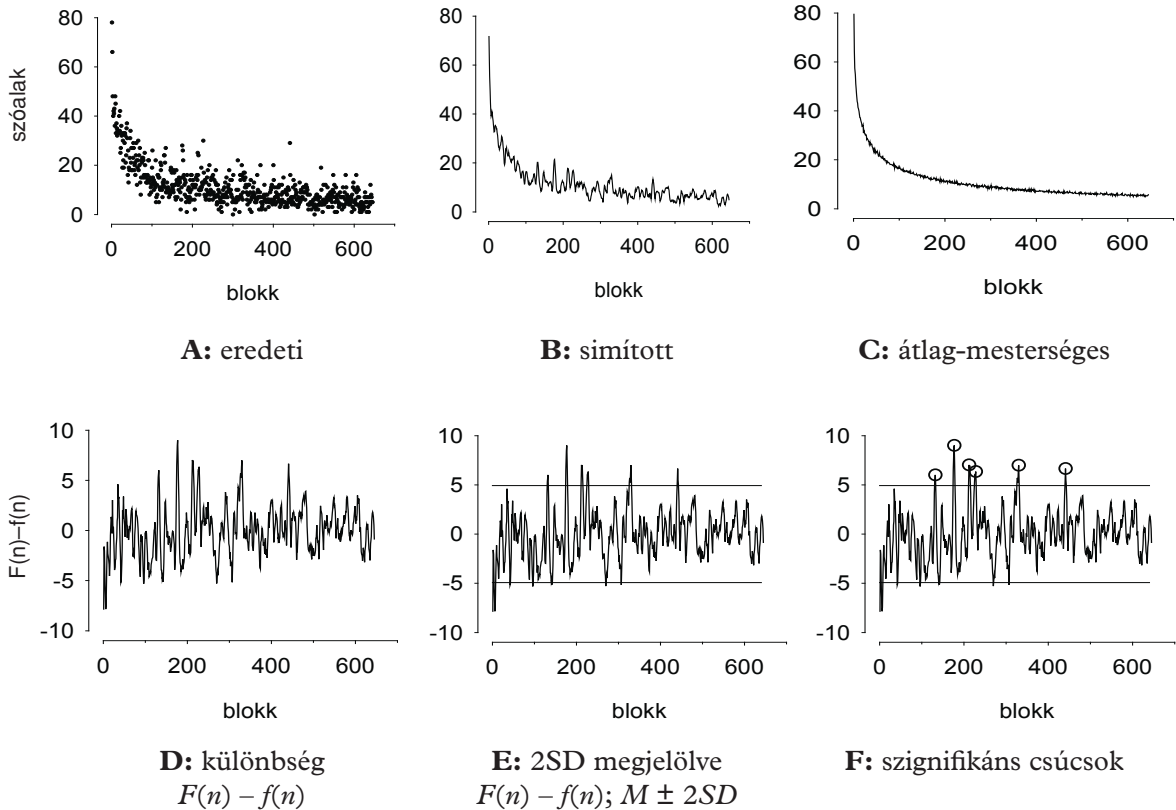 80
60
40
20
0
szóalak
0 200 400 600
blokk
A: eredeti
80
60
40
20
0
0 200 400 600
blokk
B: simított
80
60
40
20
0
0 200 400 600
blokk
C: átlag-mesterséges
10
5
0
-5
-10
F(n)–f(n)
0 200 400 600
blokk
D: különbség
F(n) – f(n)
10
5
0
-5
-10
0 200 400 600
blokk
E: 2SD megjelölve
F(n) – f(n); M ± 2SD
10
5
0
-5
-10
0 200 400 600
blokk
F: szignifikáns csúcsok